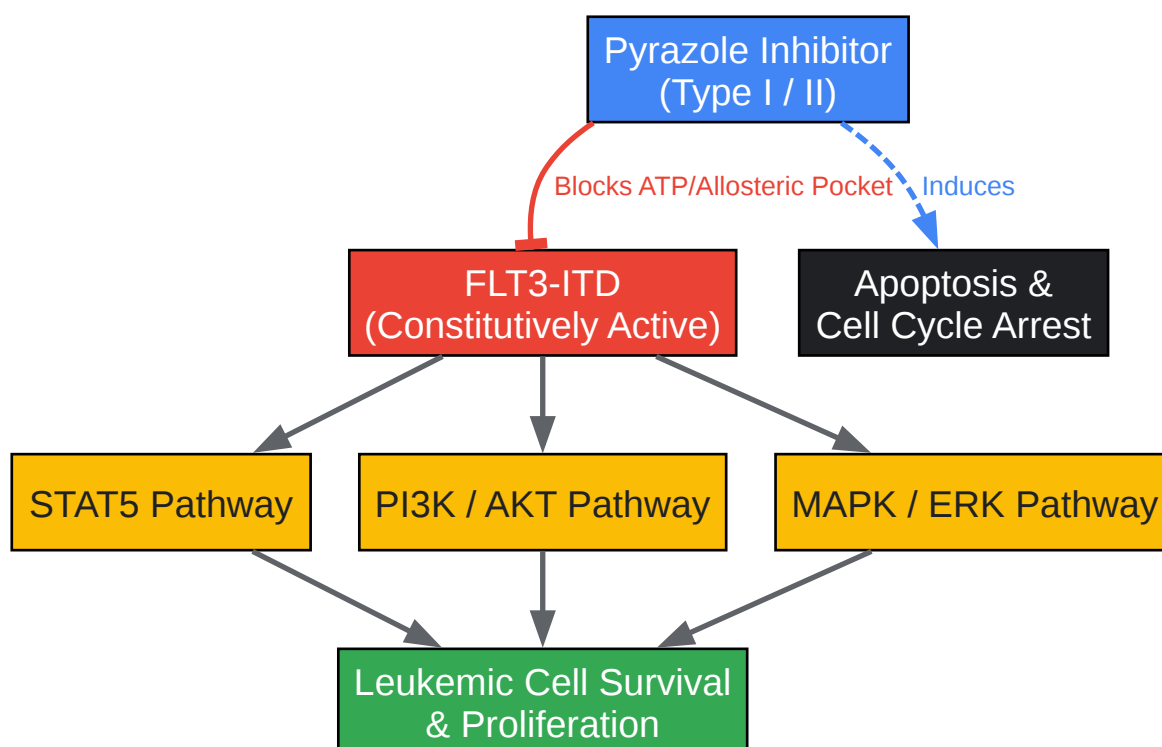 Pyrazole Inhibitor
(Type I / II)
Blocks ATP/Allosteric Pocket
Induces
FLT3-ITD
(Constitutively Active)
Apoptosis &
Cell Cycle Arrest
STAT5 Pathway
PI3K / AKT Pathway
MAPK / ERK Pathway
Leukemic Cell Survival
& Proliferation